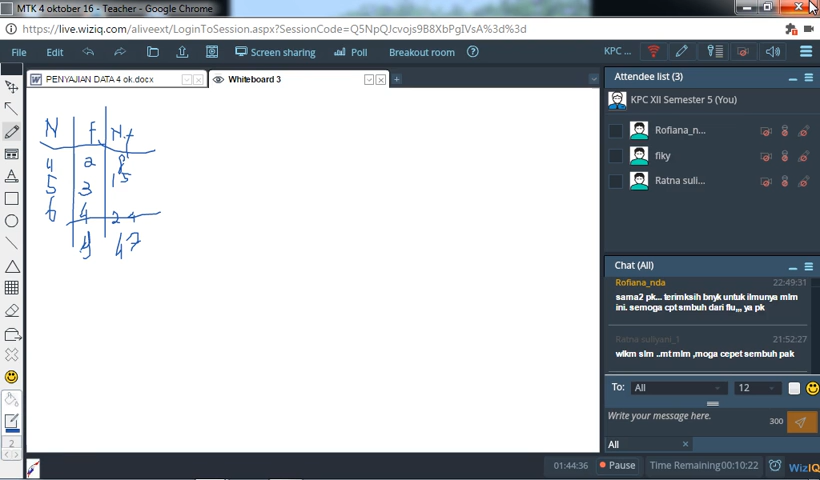 MTK 4 oktober 16 - Teacher - Google Chrome
https://live.wiziq.com/aliveext/LoginToSession.aspx?SessionCode=Q5NpQJcvojs9B8XbPgIVsA%3d%3d
File Edit Screen sharing Poll Breakout room KPC ...
PENYAJIAN DATA 4 ok.docx Whiteboard 3
Attendee list (3)
KPC XII Semester 5 (You)
Rofiana_n...
fiky
Ratna suli...
N f N.f
4 2 8
5 3 15
6 4 24
9 47
2
Chat (All)
Rofiana_nda 22:49:31
sama2 pk... terimksih bnyk untuk ilmunya mlm
ini. semoga cpt smbuh dari flu,,, ya pk
Ratna suliyani_1 21:52:27
wlkm slm ..mt mlm ,moga cepet sembuh pak
To: All 12
Write your message here. 300
All
01:44:36 Pause Time Remaining00:10:22 WizIQ